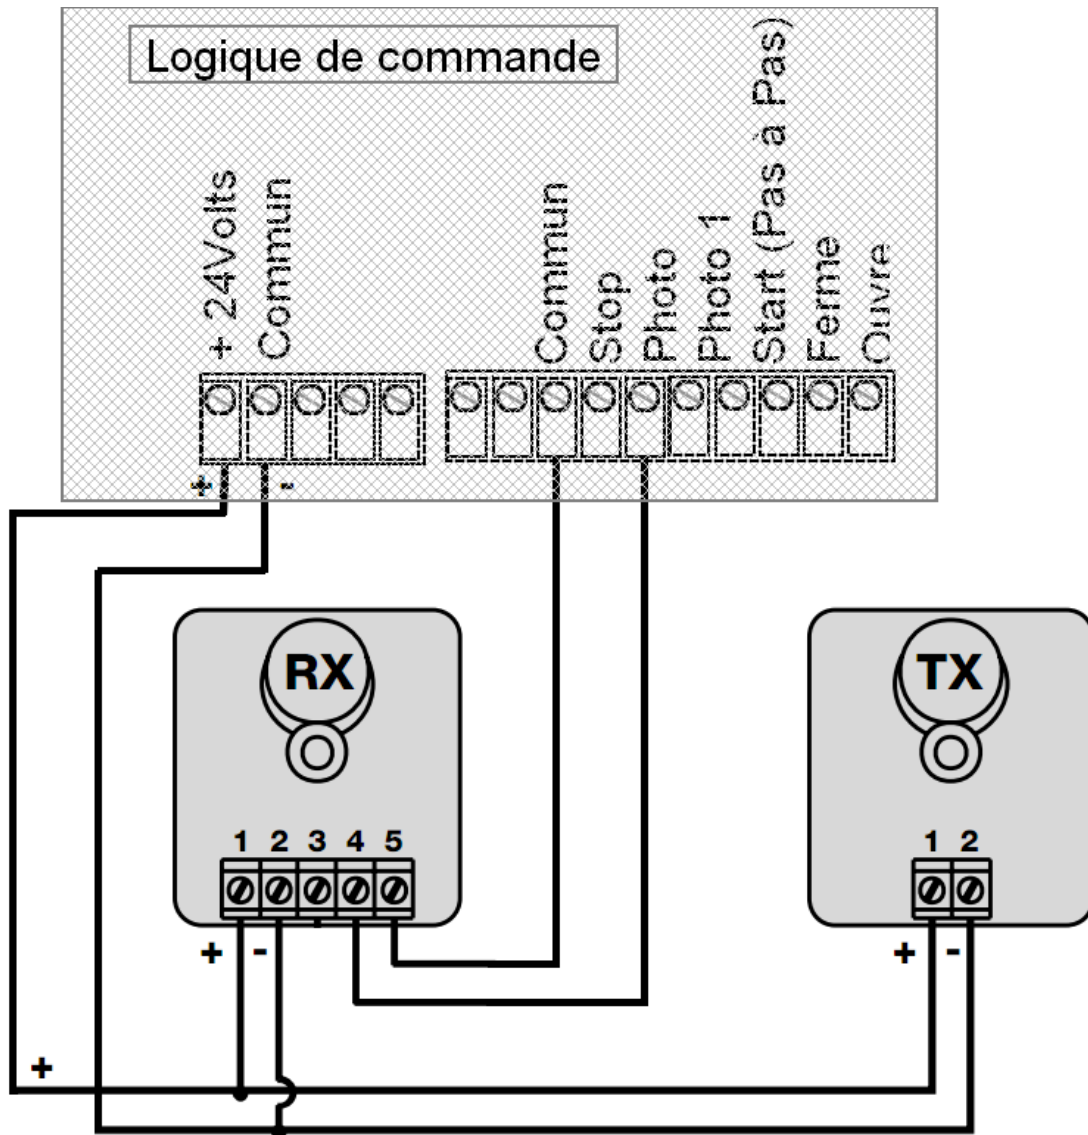 Logique de commande
+ 24Volts
Commun
Commun
Stop
Photo
Photo 1
Start (Pas à Pas)
Ferme
Ouvre
+ -
RX
TX
1 2 3 4 5
1 2
+ -
+ -
+